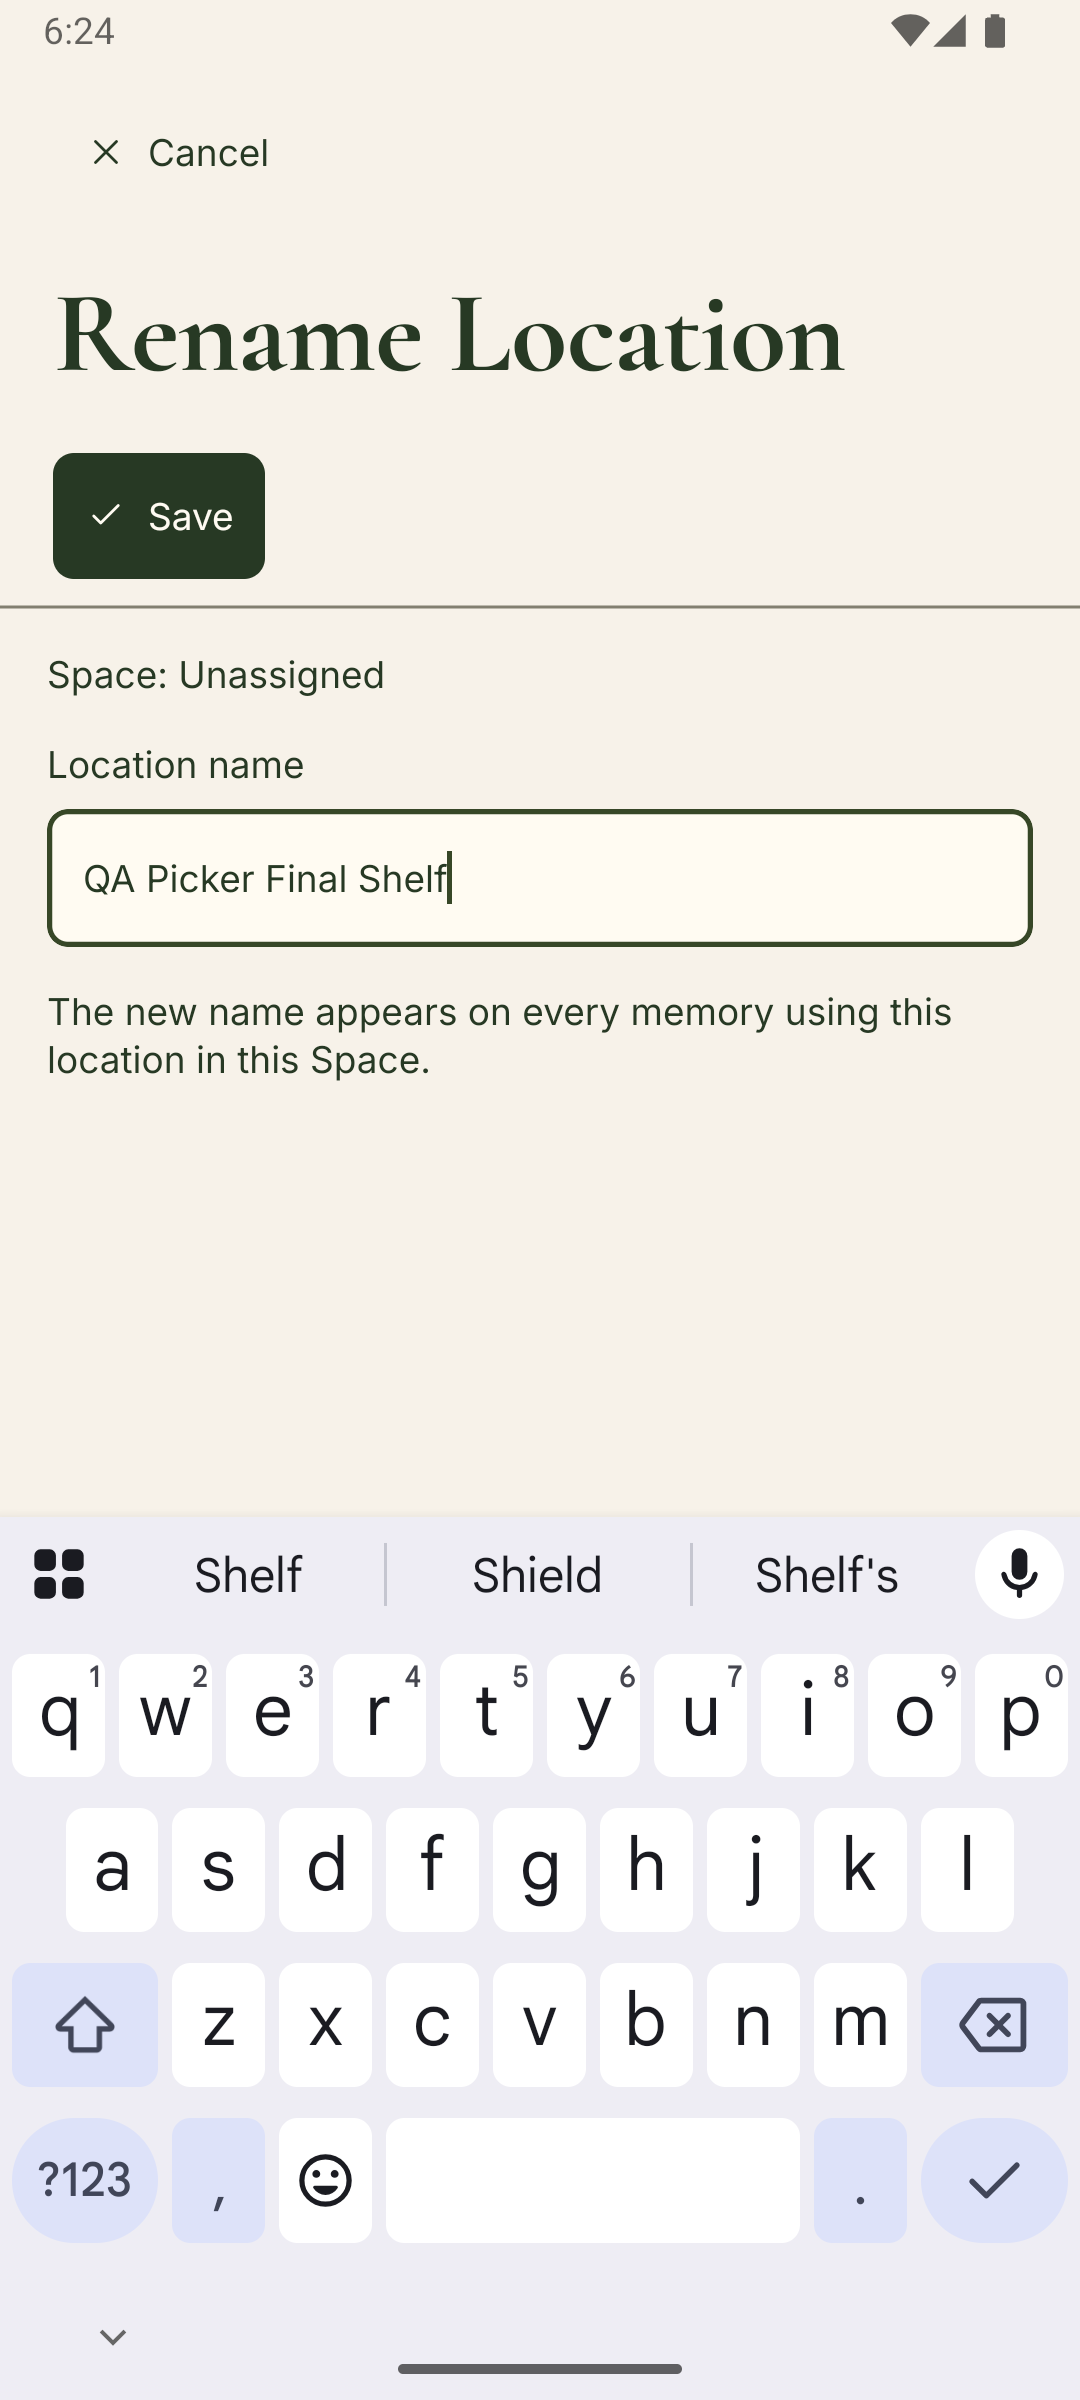 6:24
Cancel
Rename Location
Save
Space: Unassigned
Location name
QA Picker Final Shelf
The new name appears on every memory using this
location in this Space.
Shelf Shield Shelf's
q1 w2 e3 r4 t5 y6 u7 i8 o9 p0
a s d f g h j k l
z x c v b n m
?123 , .